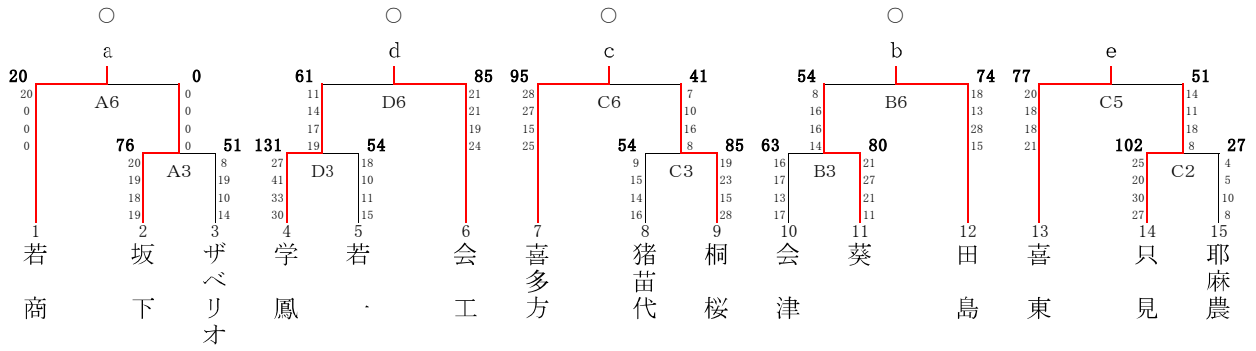 ○ ○ ○ ○
a d c b e
20 0 61 85 95 41 54 74 77 51
20 0 11 21 28 7 8 18 20 14
A6 D6 C6 B6 C5
0 0 14 21 27 10 16 13 18 11
0 0 17 19 15 16 16 28 18 18
0 0 19 24 25 8 14 15 21 8
76 51 131 54 54 85 63 80 102 27
20 8 27 18 9 19 16 21 25 4
A3 D3 C3 B3 C2
19 19 41 10 15 23 17 27 20 5
18 10 33 11 14 15 13 21 30 10
19 14 30 15 16 28 17 11 27 8
1 2 3 4 5 6 7 8 9 10 11 12 13 14 15
若商
坂下
ザベリオ
学鳳
若・
会工
喜多方
猪苗代
桐桜
会津
葵
田島
喜東
只見
耶麻農